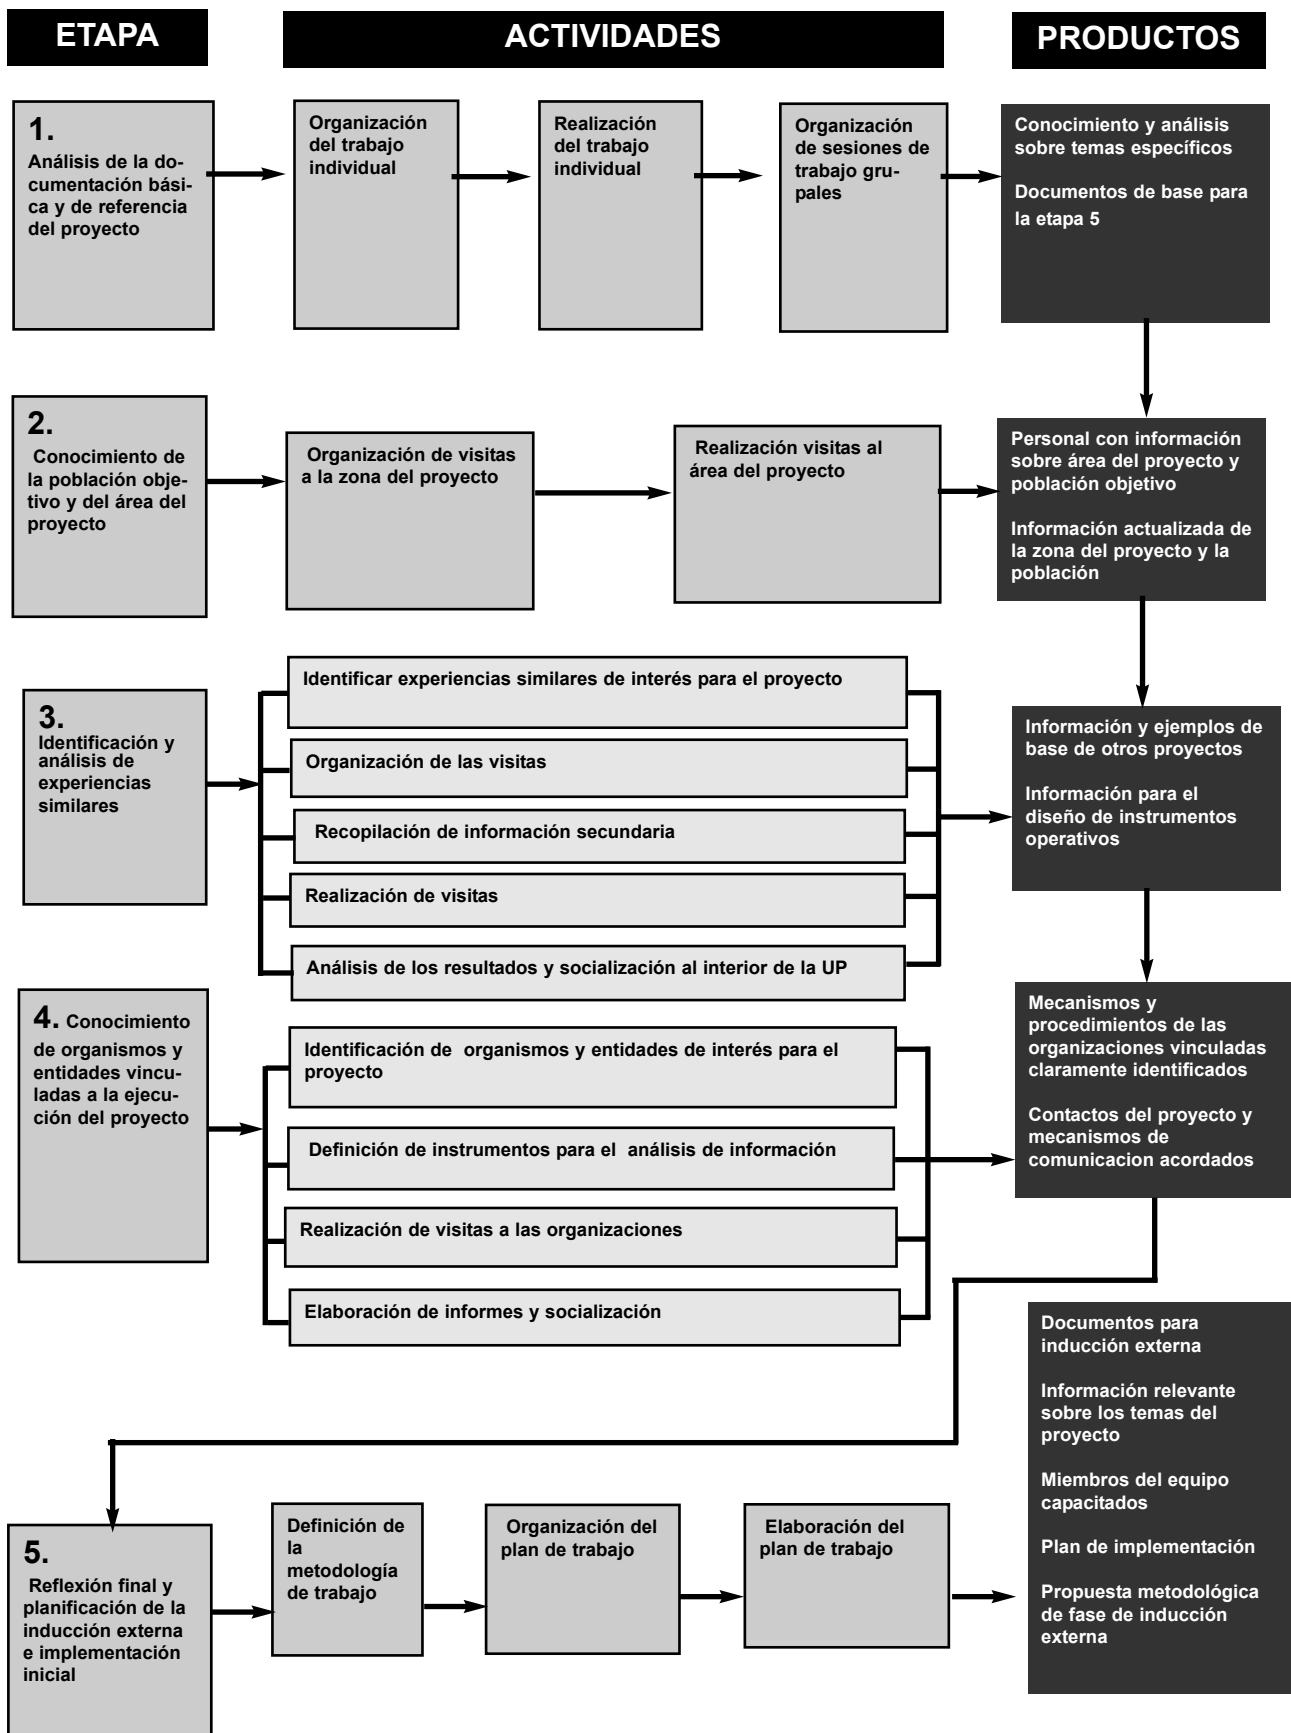 ETAPA
ACTIVIDADES
PRODUCTOS
1.
Análisis de la do-
cumentación bási-
ca y de referencia
del proyecto
Organización
del trabajo
individual
Realización
del trabajo
individual
Organización
de sesiones de
trabajo gru-
pales
Conocimiento y análisis
sobre temas específicos
Documentos de base para
la etapa 5
2.
Conocimiento de
la población obje-
tivo y del área del
proyecto
Organización de visitas
a la zona del proyecto
Realización visitas al
área del proyecto
Personal con información
sobre área del proyecto y
población objetivo
Información actualizada de
la zona del proyecto y la
población
3.
Identificación y
análisis de
experiencias
similares
Identificar experiencias similares de interés para el proyecto
Organización de las visitas
Recopilación de información secundaria
Realización de visitas
Análisis de los resultados y socialización al interior de la UP
Información y ejemplos de
base de otros proyectos
Información para el
diseño de instrumentos
operativos
4. Conocimiento
de organismos y
entidades vincu-
ladas a la ejecu-
ción del proyecto
Identificación de organismos y entidades de interés para el
proyecto
Definición de instrumentos para el análisis de información
Realización de visitas a las organizaciones
Elaboración de informes y socialización
Mecanismos y
procedimientos de las
organizaciones vinculadas
claramente identificados
Contactos del proyecto y
mecanismos de
comunicacion acordados
5.
Reflexión final y
planificación de la
inducción externa
e implementación
inicial
Definición de
la
metodología
de trabajo
Organización del
plan de trabajo
Elaboración del
plan de trabajo
Documentos para
inducción externa
Información relevante
sobre los temas del
proyecto
Miembros del equipo
capacitados
Plan de implementación
Propuesta metodológica
de fase de inducción
externa